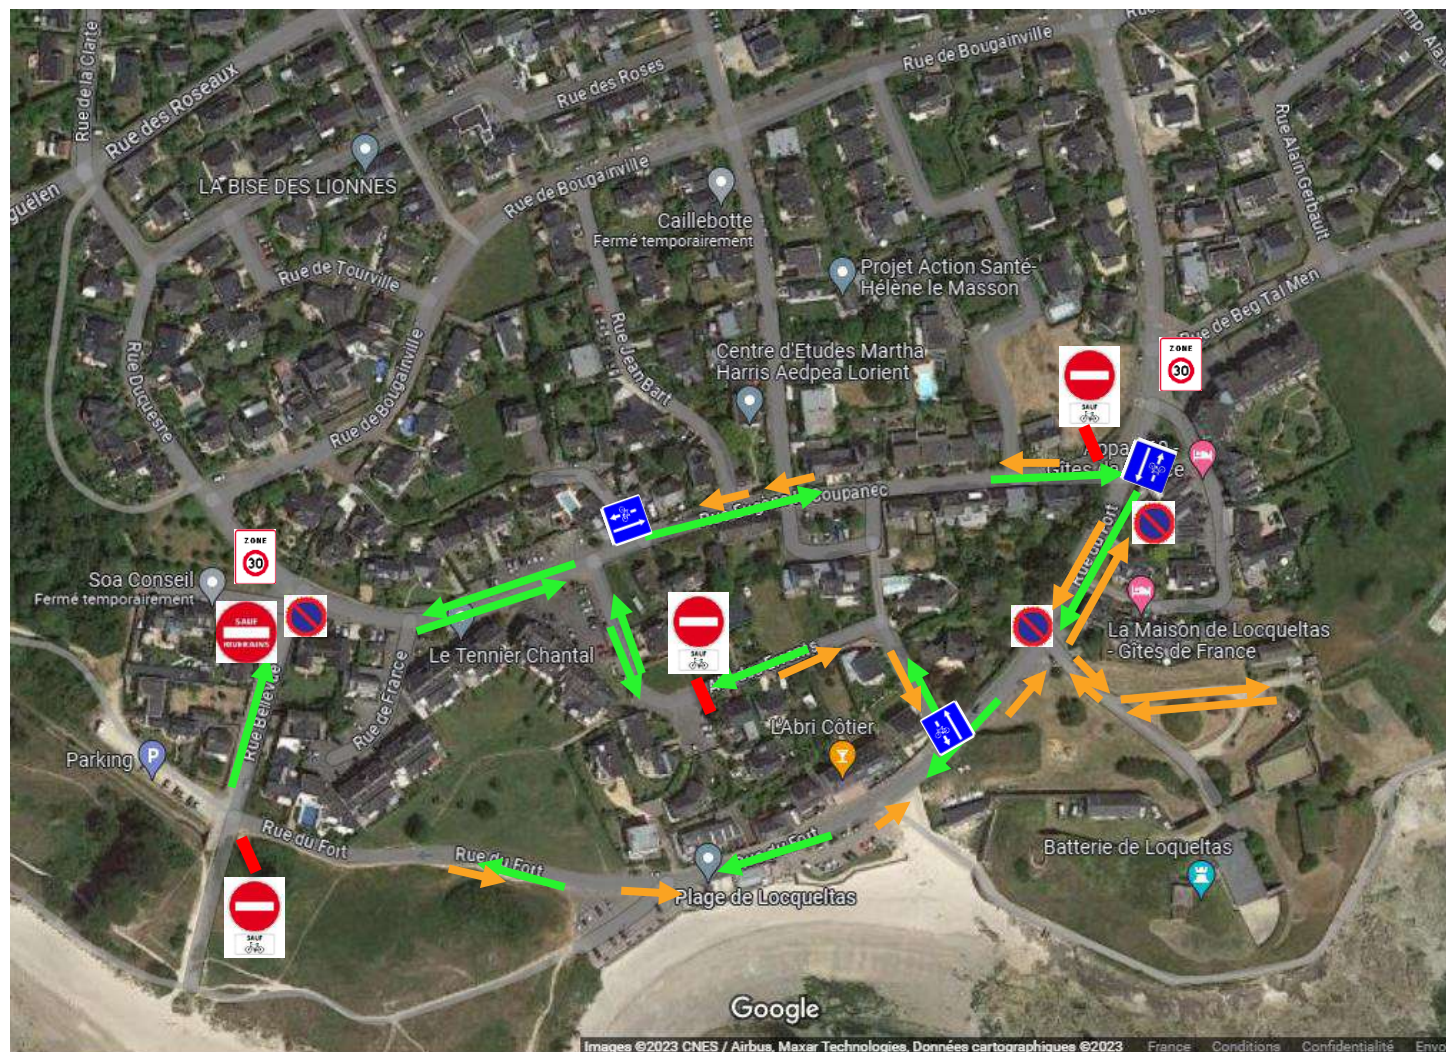 Rue de la Clarté
Rue des Roseaux
Rue des Roses
Rue de Bougainville
guélen
LA BISE DES LIONNES
Rue de Bougainville
Caillebotte
Fermé temporairement
Rue Alain Gerbault
Rue de Tourville
Projet Action Santé-
Hélène le Masson
Rue de Beg Tal Men
Rue Duquesne
Rue de Bougainville
Rue Jean Bart
Centre d'Etudes Martha
Harris Aedpea Lorient
ZONE
30
SAUF
ZONE
30
Soa Conseil
Fermé temporairement
SAUF
SAUF
Rue du Fort
Le Tennier Chantal
La Maison de Locqueltas
- Gîtes de France
Rue de France
Rue Bellevue
L'Abri Côtier
Parking
P
Rue du Fort
Rue du Fort
Batterie de Loqueltas
Plage de Locqueltas
SAUF
Google
Images ©2023 CNES / Airbus, Maxar Technologies, Données cartographiques ©2023 France Conditions Confidentialité Envo